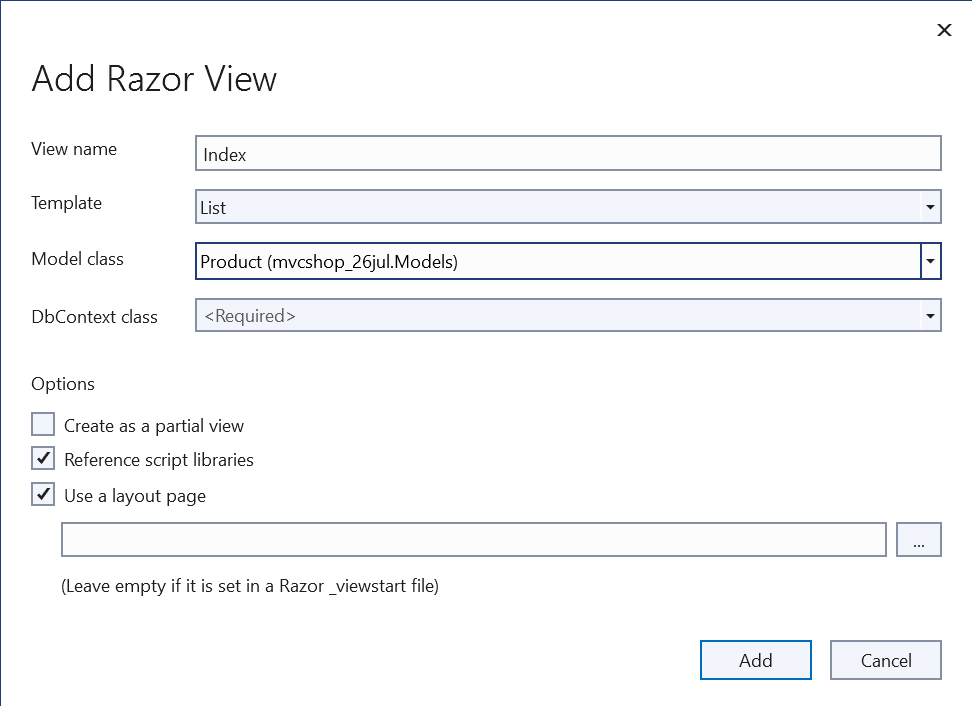 Add Razor View
View name
Index
Template
List
Model class
Product (mvcshop_26jul.Models)
DbContext class
<Required>
Options
Create as a partial view
Reference script libraries
Use a layout page
...
(Leave empty if it is set in a Razor _viewstart file)
Add
Cancel